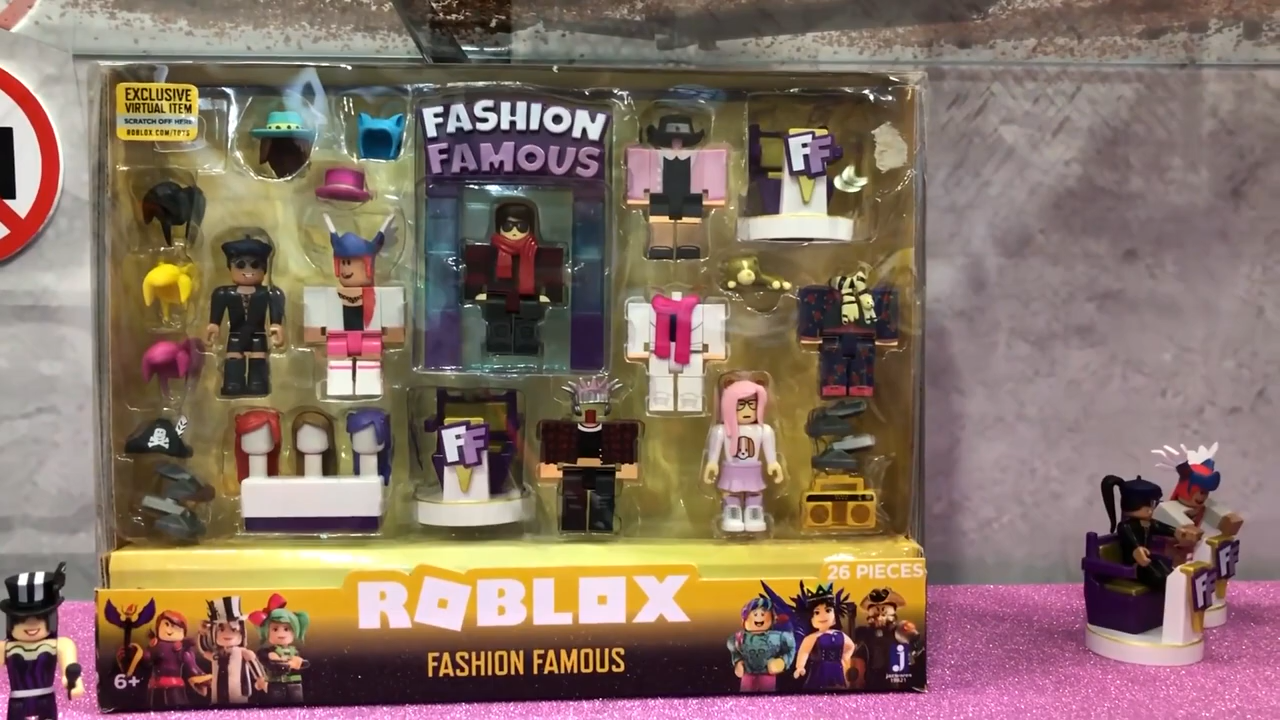 EXCLUSIVE
VIRTUAL ITEM
SCRATCH OFF HERE
ROBLOX.COM/TOYS
FASHION
FAMOUS
FF
FF
26 PIECES
ROBLOX
FASHION FAMOUS
6+
j
jazwares
FF
FF